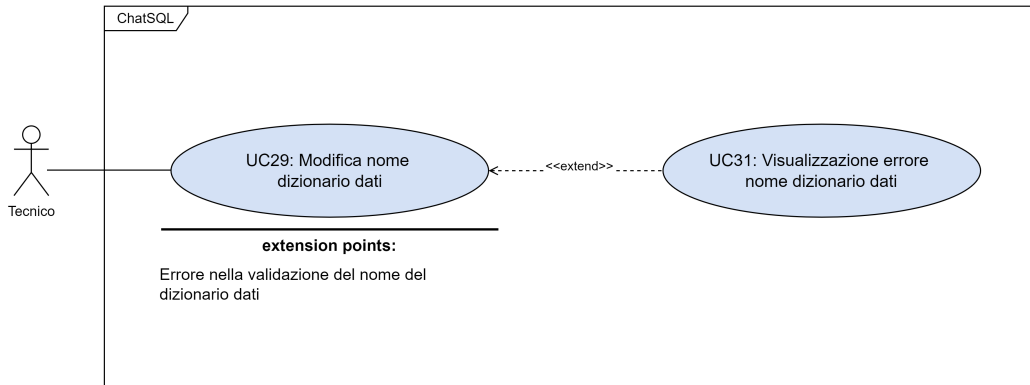 ChatSQL
Tecnico
UC29: Modifica nome
dizionario dati
<<extend>>
UC31: Visualizzazione errore
nome dizionario dati
extension points:
Errore nella validazione del nome del
dizionario dati